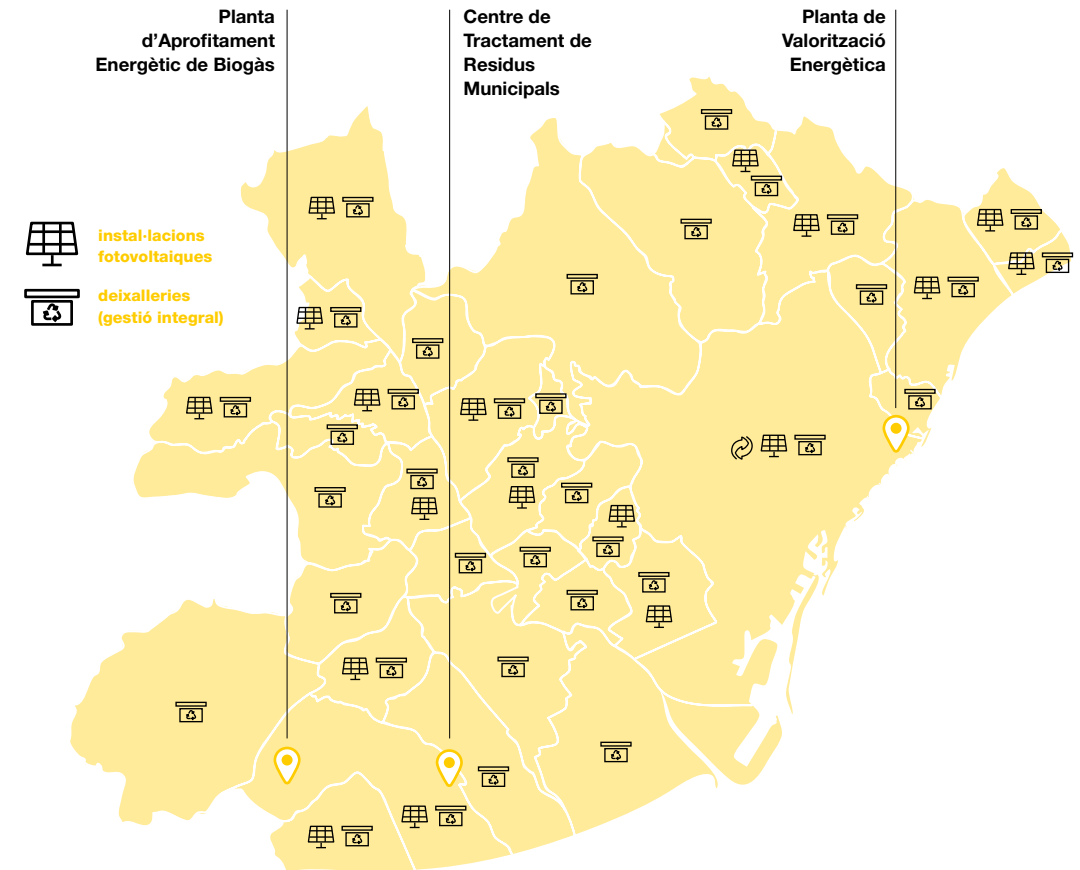 Planta
d’Aprofitament
Energètic de Biogàs
Centre de
Tractament de
Residus
Municipals
Planta de
Valorització
Energètica
instal·lacions
fotovoltaiques
deixalleries
(gestió integral)